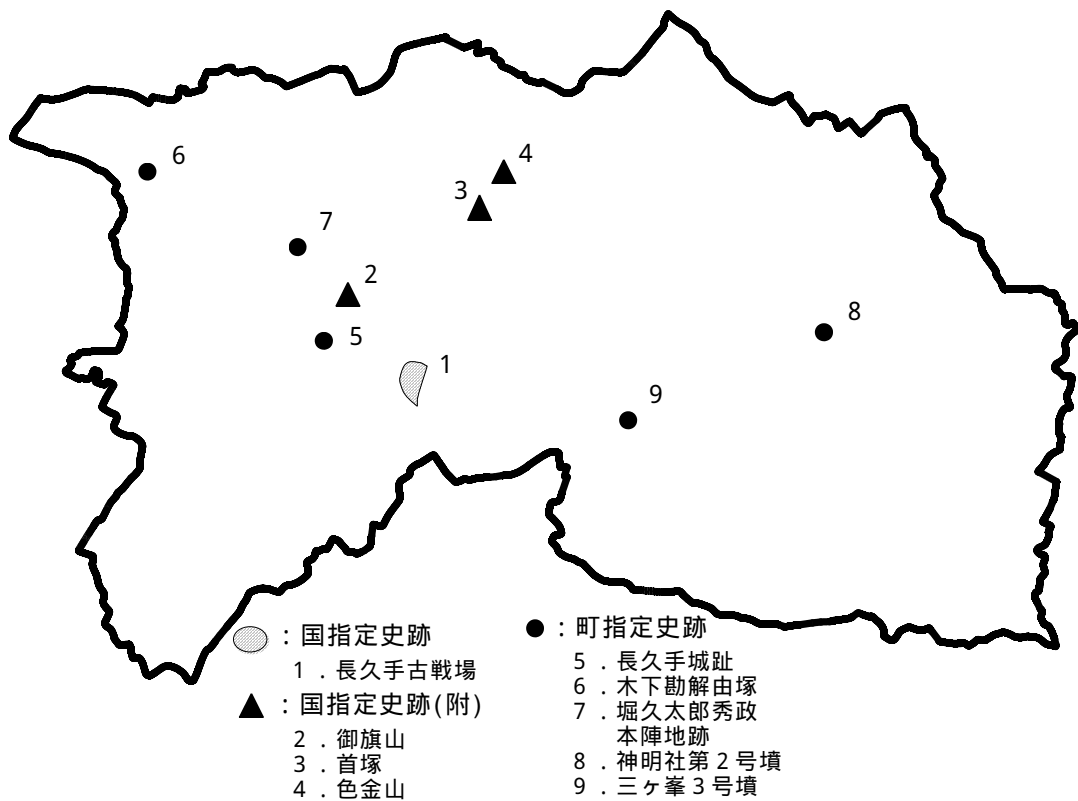 4
6
3
7
2
8
5
1
9
：国指定史跡
1．長久手古戦場
▲：国指定史跡(附)
2．御旗山
3．首塚
4．色金山
●：町指定史跡
5．長久手城趾
6．木下勘解由塚
7．堀久太郎秀政
本陣地跡
8．神明社第2号墳
9．三ヶ峯3号墳